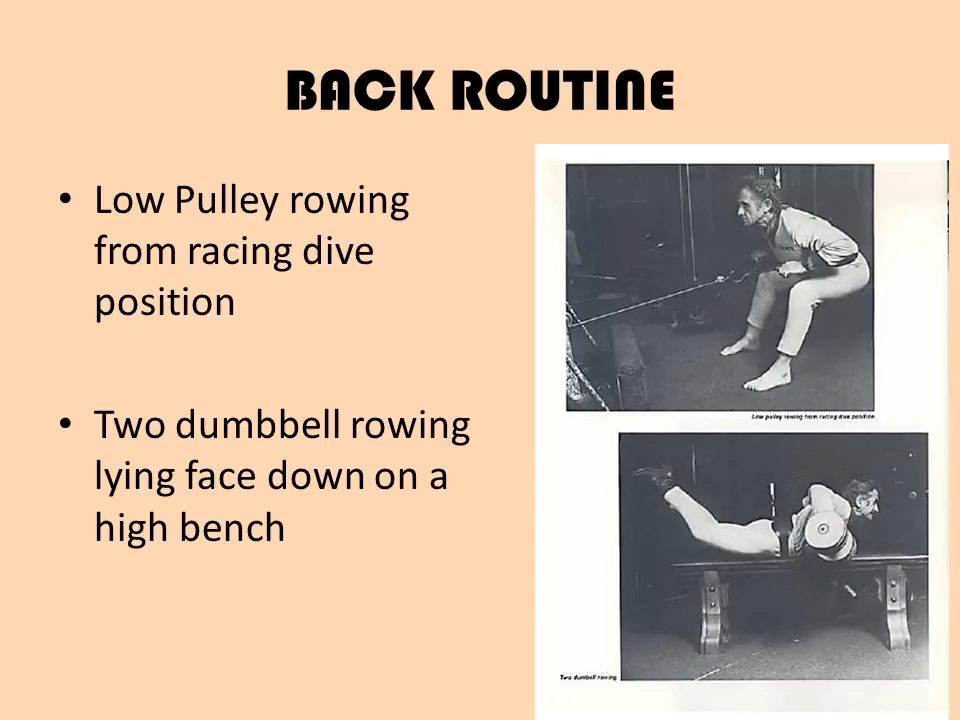 BACK ROUTINE
• Low Pulley rowing
from racing dive
position
• Two dumbbell rowing
lying face down on a
high bench
Low pulley rowing from racing dive position
Two dumbell rowing